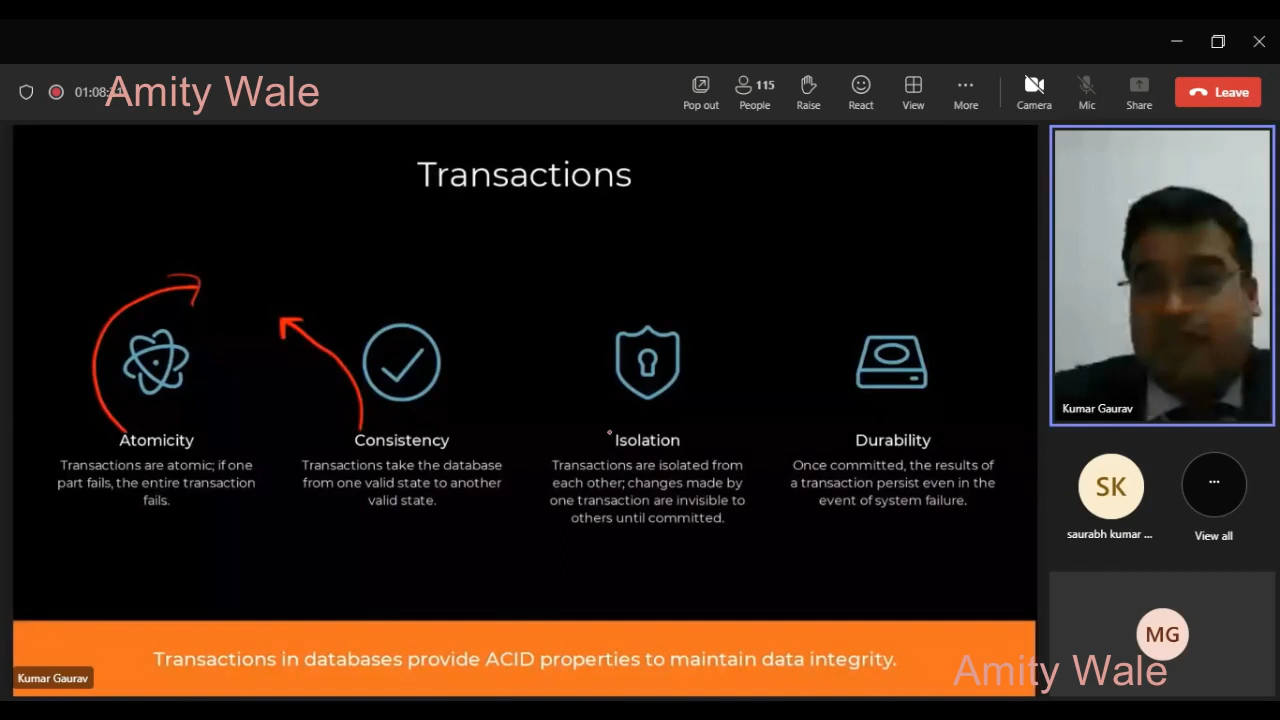 01:08:
Amity Wale
Pop out
115
People
Raise
React
View
More
Camera
Mic
Share
Leave
Transactions
Atomicity
Transactions are atomic; if one
part fails, the entire transaction
fails.
Consistency
Transactions take the database
from one valid state to another
valid state.
Isolation
Transactions are isolated from
each other; changes made by
one transaction are invisible to
others until committed.
Durability
Once committed, the results of
a transaction persist even in the
event of system failure.
Transactions in databases provide ACID properties to maintain data integrity.
Kumar Gaurav
Kumar Gaurav
SK
saurabh kumar ...
...
View all
MG
Amity Wale